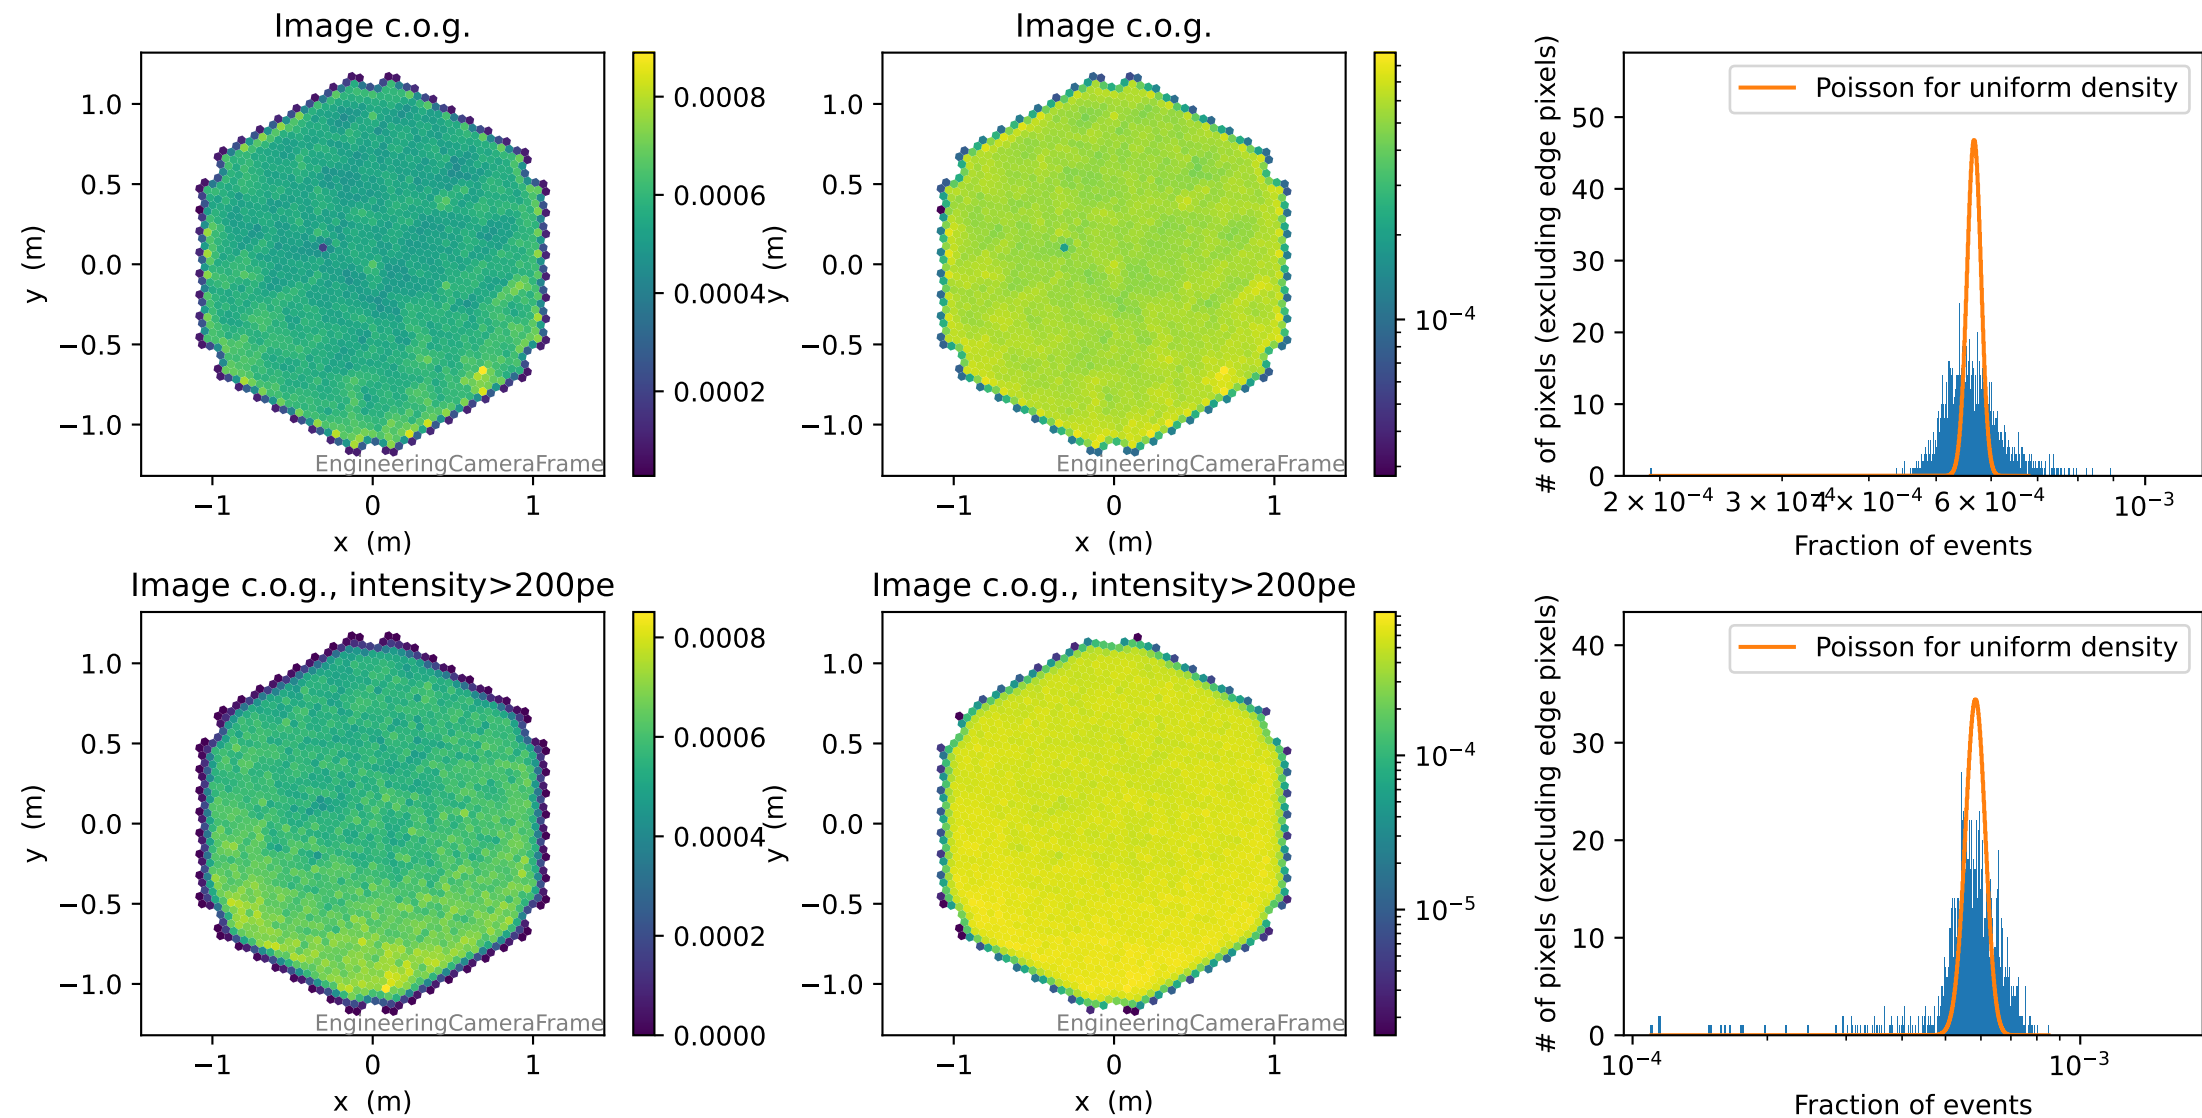 Image c.o.g.
y (m)
1.0
0.5
0.0
−0.5
−1.0
−1
0
1
x (m)
EngineeringCameraFrame
0.0008
0.0006
0.0004
0.0002
Image c.o.g.
y (m)
1.0
0.5
0.0
−0.5
−1.0
−1
0
1
x (m)
EngineeringCameraFrame
10⁻⁴
# of pixels (excluding edge pixels)
50
40
30
20
10
0
Poisson for uniform density
2 × 10⁻⁴
3 × 10⁻⁴
4 × 10⁻⁴
6 × 10⁻⁴
10⁻³
Fraction of events
Image c.o.g., intensity>200pe
y (m)
1.0
0.5
0.0
−0.5
−1.0
−1
0
1
x (m)
EngineeringCameraFrame
0.0008
0.0006
0.0004
0.0002
0.0000
Image c.o.g., intensity>200pe
y (m)
1.0
0.5
0.0
−0.5
−1.0
−1
0
1
x (m)
EngineeringCameraFrame
10⁻⁴
10⁻⁵
# of pixels (excluding edge pixels)
40
30
20
10
0
Poisson for uniform density
10⁻⁴
10⁻³
Fraction of events